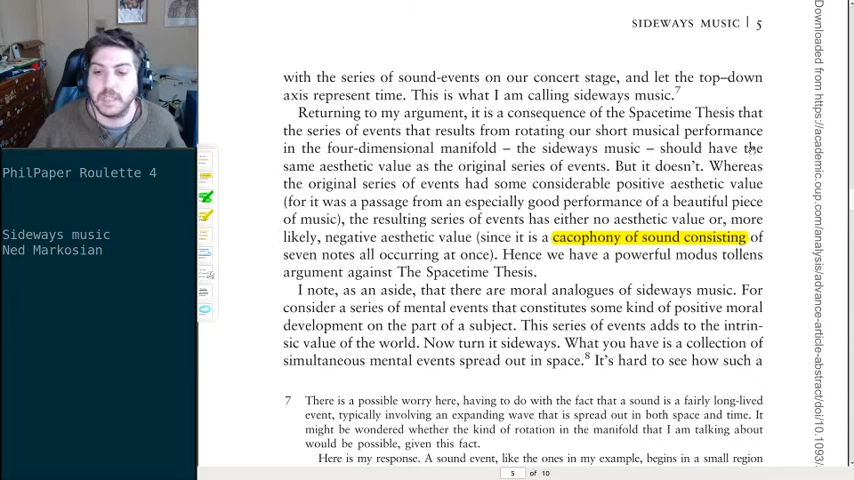 SIDEWAYS MUSIC | 5
with the series of sound-events on our concert stage, and let the top–down
axis represent time. This is what I am calling sideways music.7
Returning to my argument, it is a consequence of the Spacetime Thesis that
the series of events that results from rotating our short musical performance
in the four-dimensional manifold – the sideways music – should have the
same aesthetic value as the original series of events. But it doesn't. Whereas
the original series of events had some considerable positive aesthetic value
(for it was a passage from an especially good performance of a beautiful piece
of music), the resulting series of events has either no aesthetic value or, more
likely, negative aesthetic value (since it is a cacophony of sound consisting of
seven notes all occurring at once). Hence we have a powerful modus tollens
argument against The Spacetime Thesis.
I note, as an aside, that there are moral analogues of sideways music. For
consider a series of mental events that constitutes some kind of positive moral
development on the part of a subject. This series of events adds to the intrin-
sic value of the world. Now turn it sideways. What you have is a collection of
simultaneous mental events spread out in space.8 It's hard to see how such a
7 There is a possible worry here, having to do with the fact that a sound is a fairly long-lived
event, typically involving an expanding wave that is spread out in both space and time. It
might be wondered whether the kind of rotation in the manifold that I am talking about
would be possible, given this fact.
Here is my response. A sound event, like the ones in my example, begins in a small region
5 of 10
PhilPaper Roulette 4
Sideways music
Ned Markosian
Downloaded from https://academic.oup.com/analysis/advance-article-abstract/doi/10.1093/